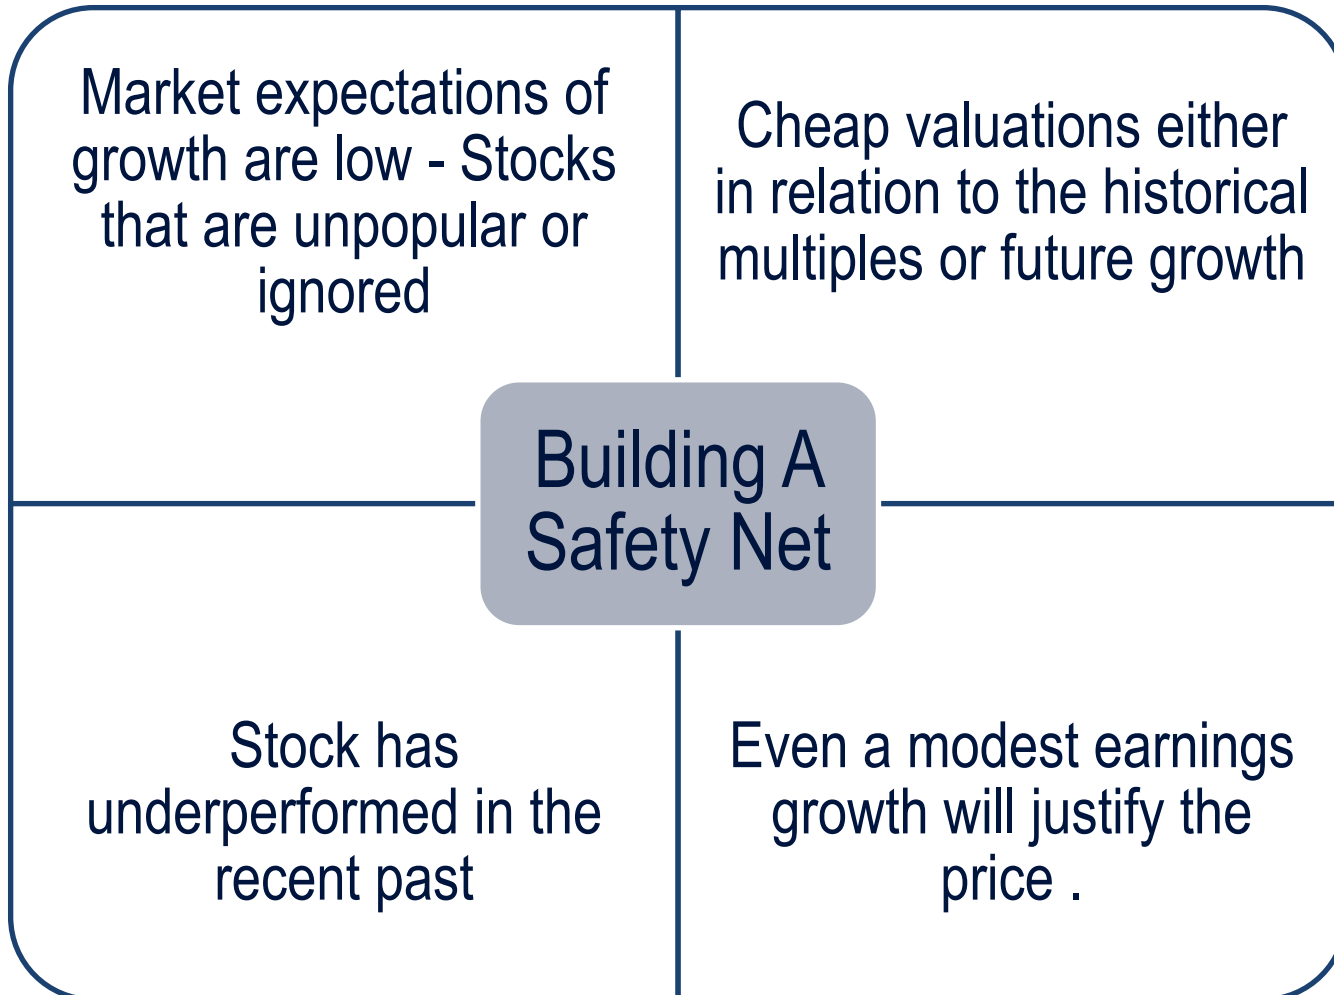 Market expectations of
growth are low - Stocks
that are unpopular or
ignored
Cheap valuations either
in relation to the historical
multiples or future growth
Building A
Safety Net
Stock has
underperformed in the
recent past
Even a modest earnings
growth will justify the
price .